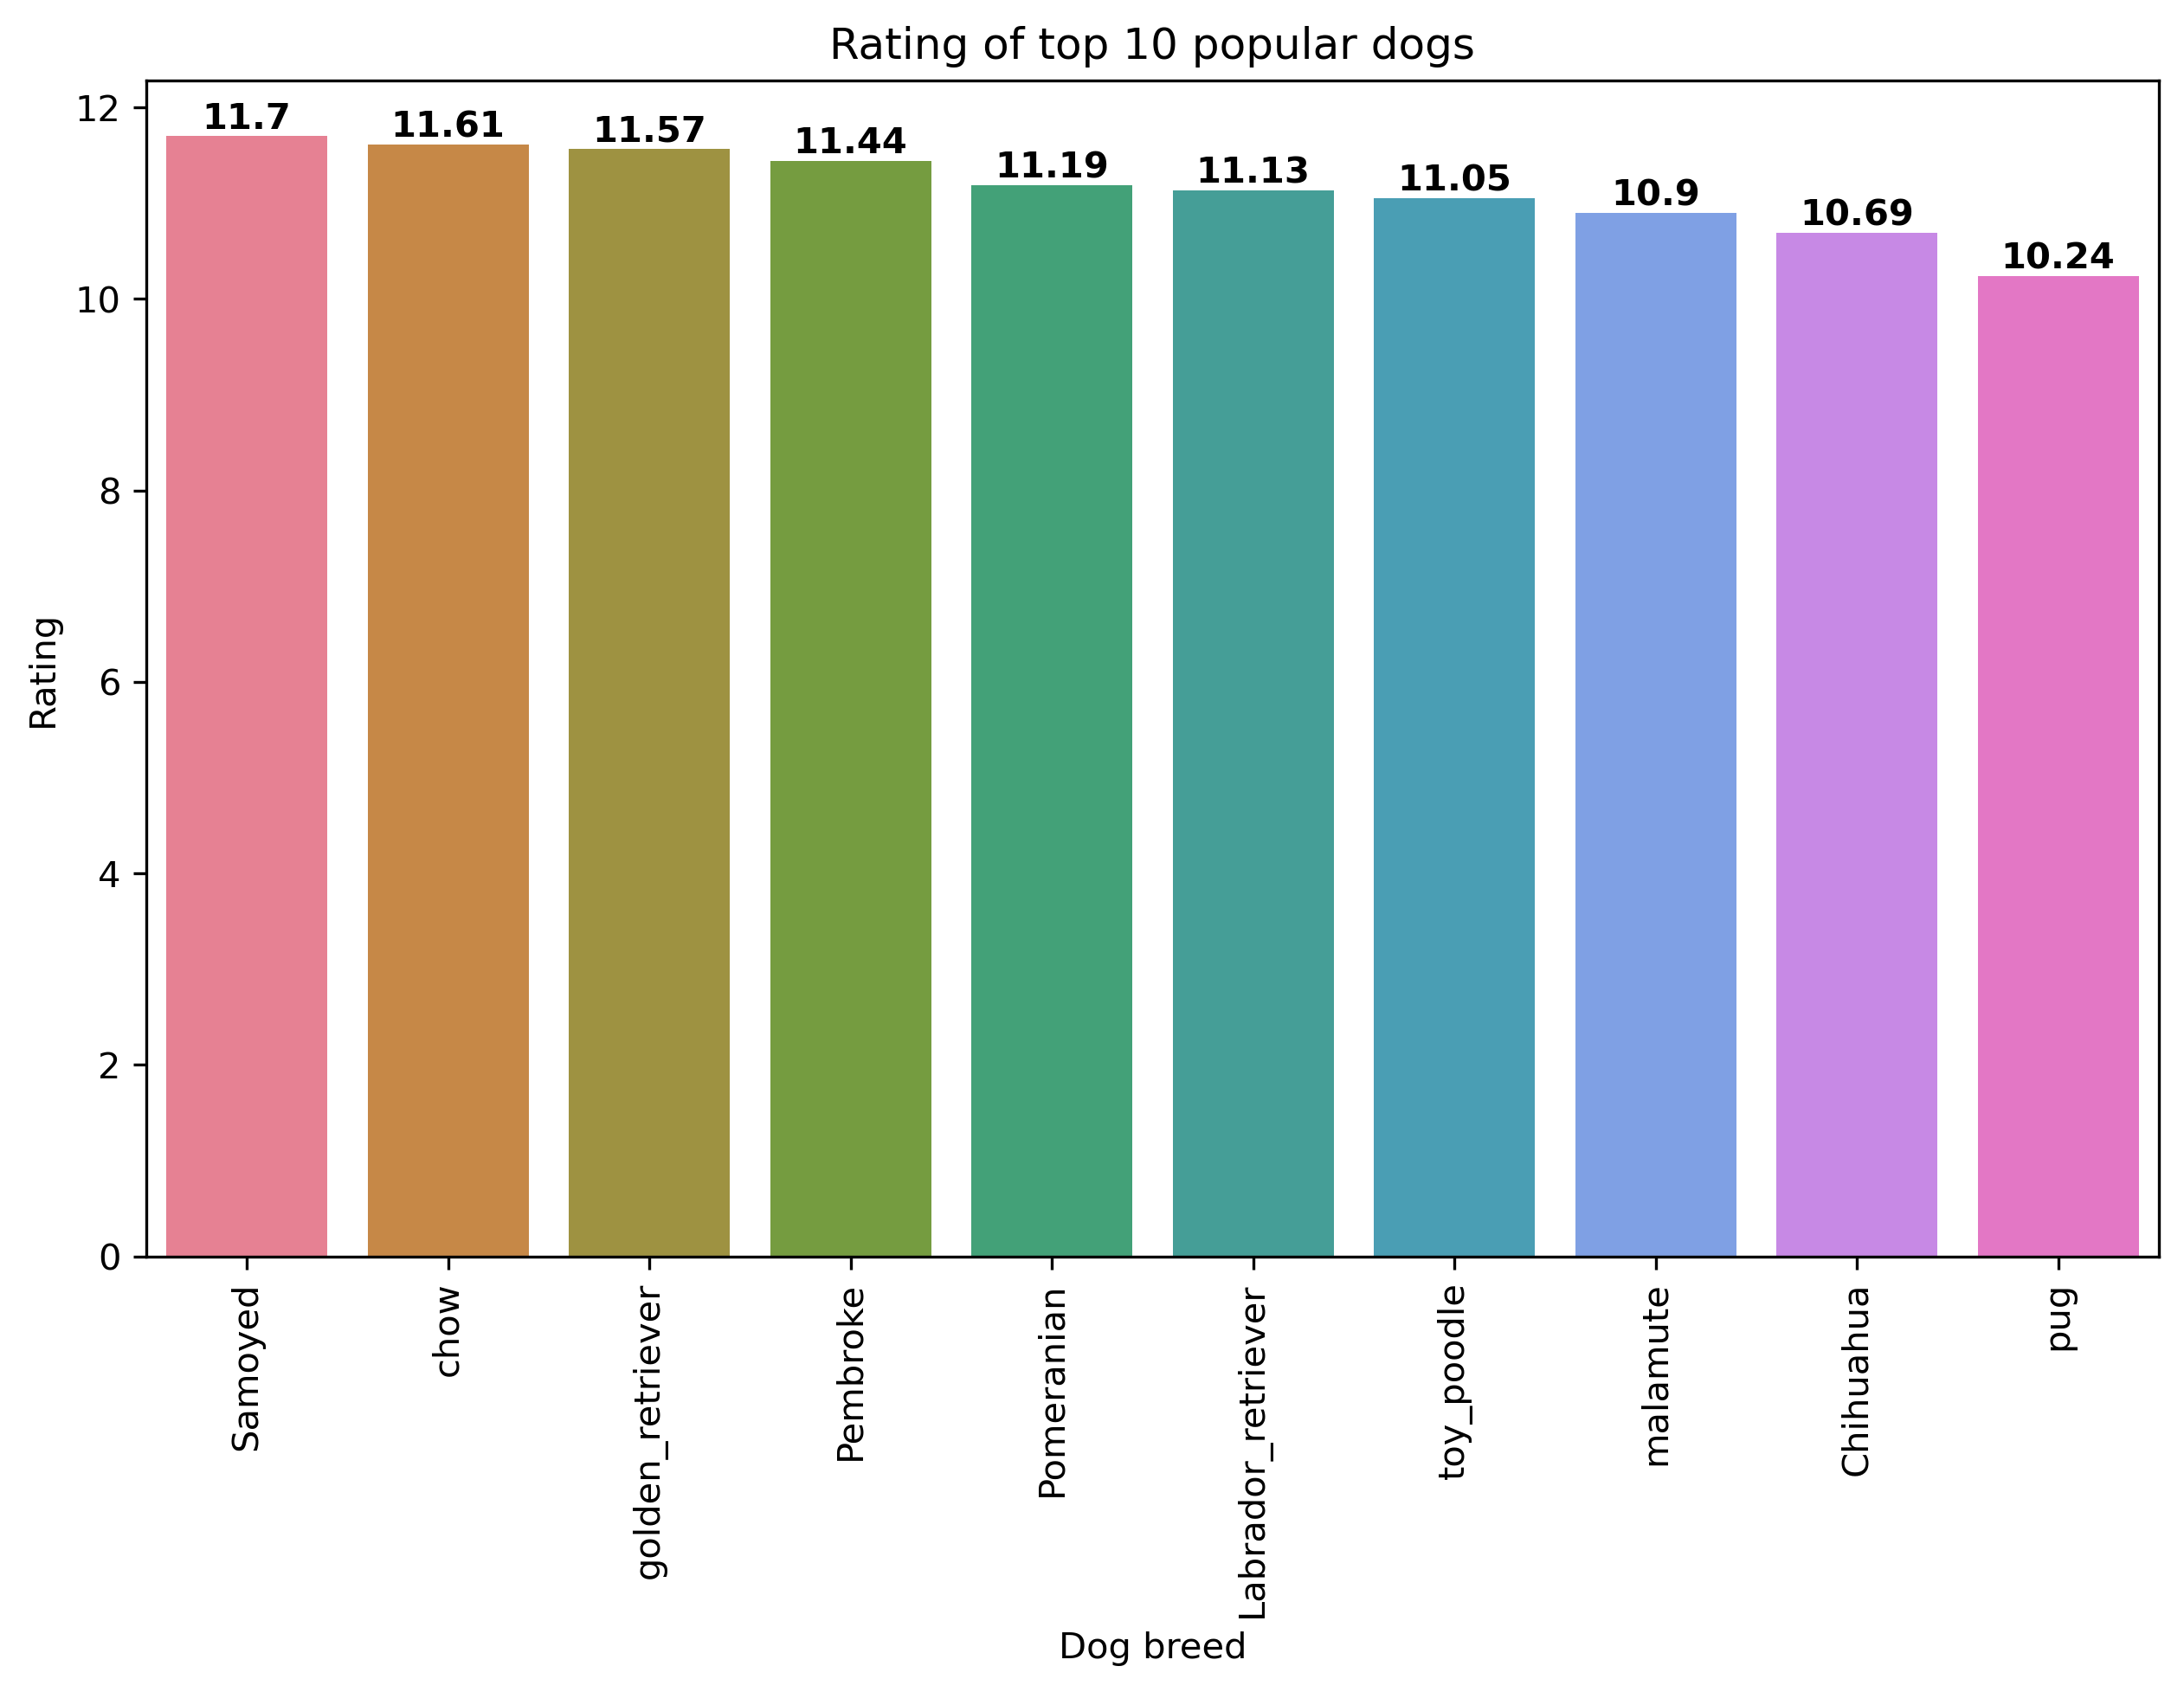 Rating of top 10 popular dogs
Rating
12
10
8
6
4
2
0
11.7
11.61
11.57
11.44
11.19
11.13
11.05
10.9
10.69
10.24
Samoyed
chow
golden_retriever
Pembroke
Pomeranian
Labrador_retriever
toy_poodle
malamute
Chihuahua
pug
Dog breed